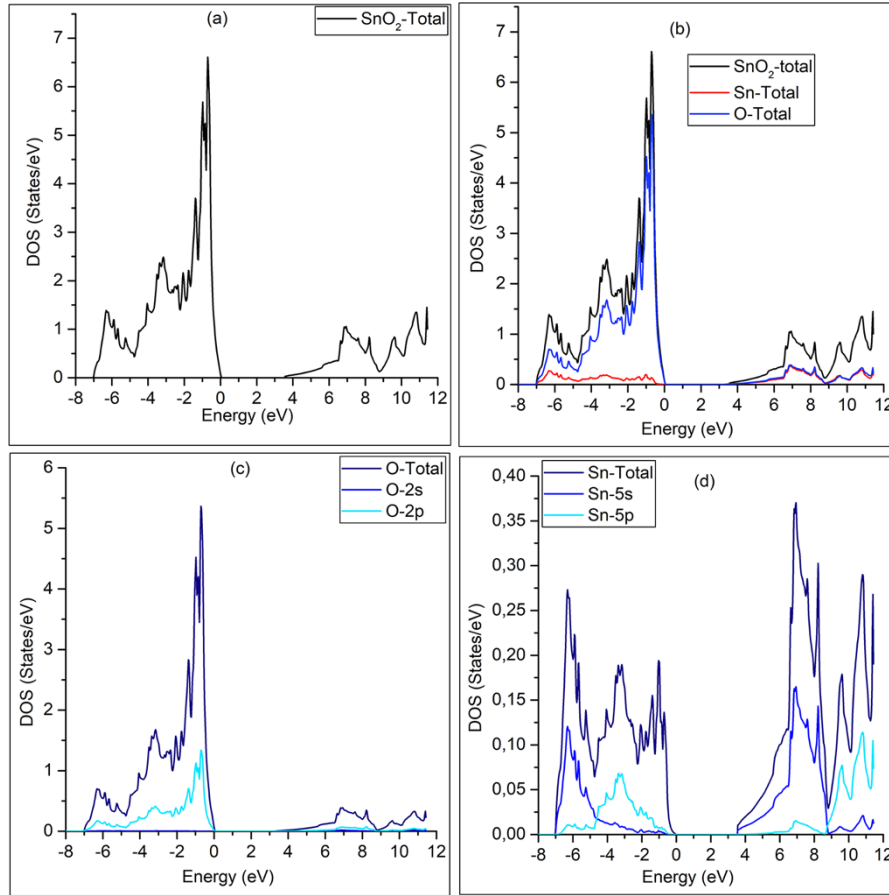 (a)
SnO₂-Total
DOS (States/eV)
7
6
5
4
3
2
1
0
-8 -6 -4 -2 0 2 4 6 8 10 12
Energy (eV)
(b)
SnO₂-total
Sn-Total
O-Total
DOS (States/eV)
7
6
5
4
3
2
1
0
-8 -6 -4 -2 0 2 4 6 8 10 12
Energy (eV)
(c)
O-Total
O-2s
O-2p
DOS (States/eV)
6
5
4
3
2
1
0
-8 -6 -4 -2 0 2 4 6 8 10 12
Energy (eV)
(d)
Sn-Total
Sn-5s
Sn-5p
DOS (States/eV)
0,40
0,35
0,30
0,25
0,20
0,15
0,10
0,05
0,00
-8 -6 -4 -2 0 2 4 6 8 10 12
Energy (eV)